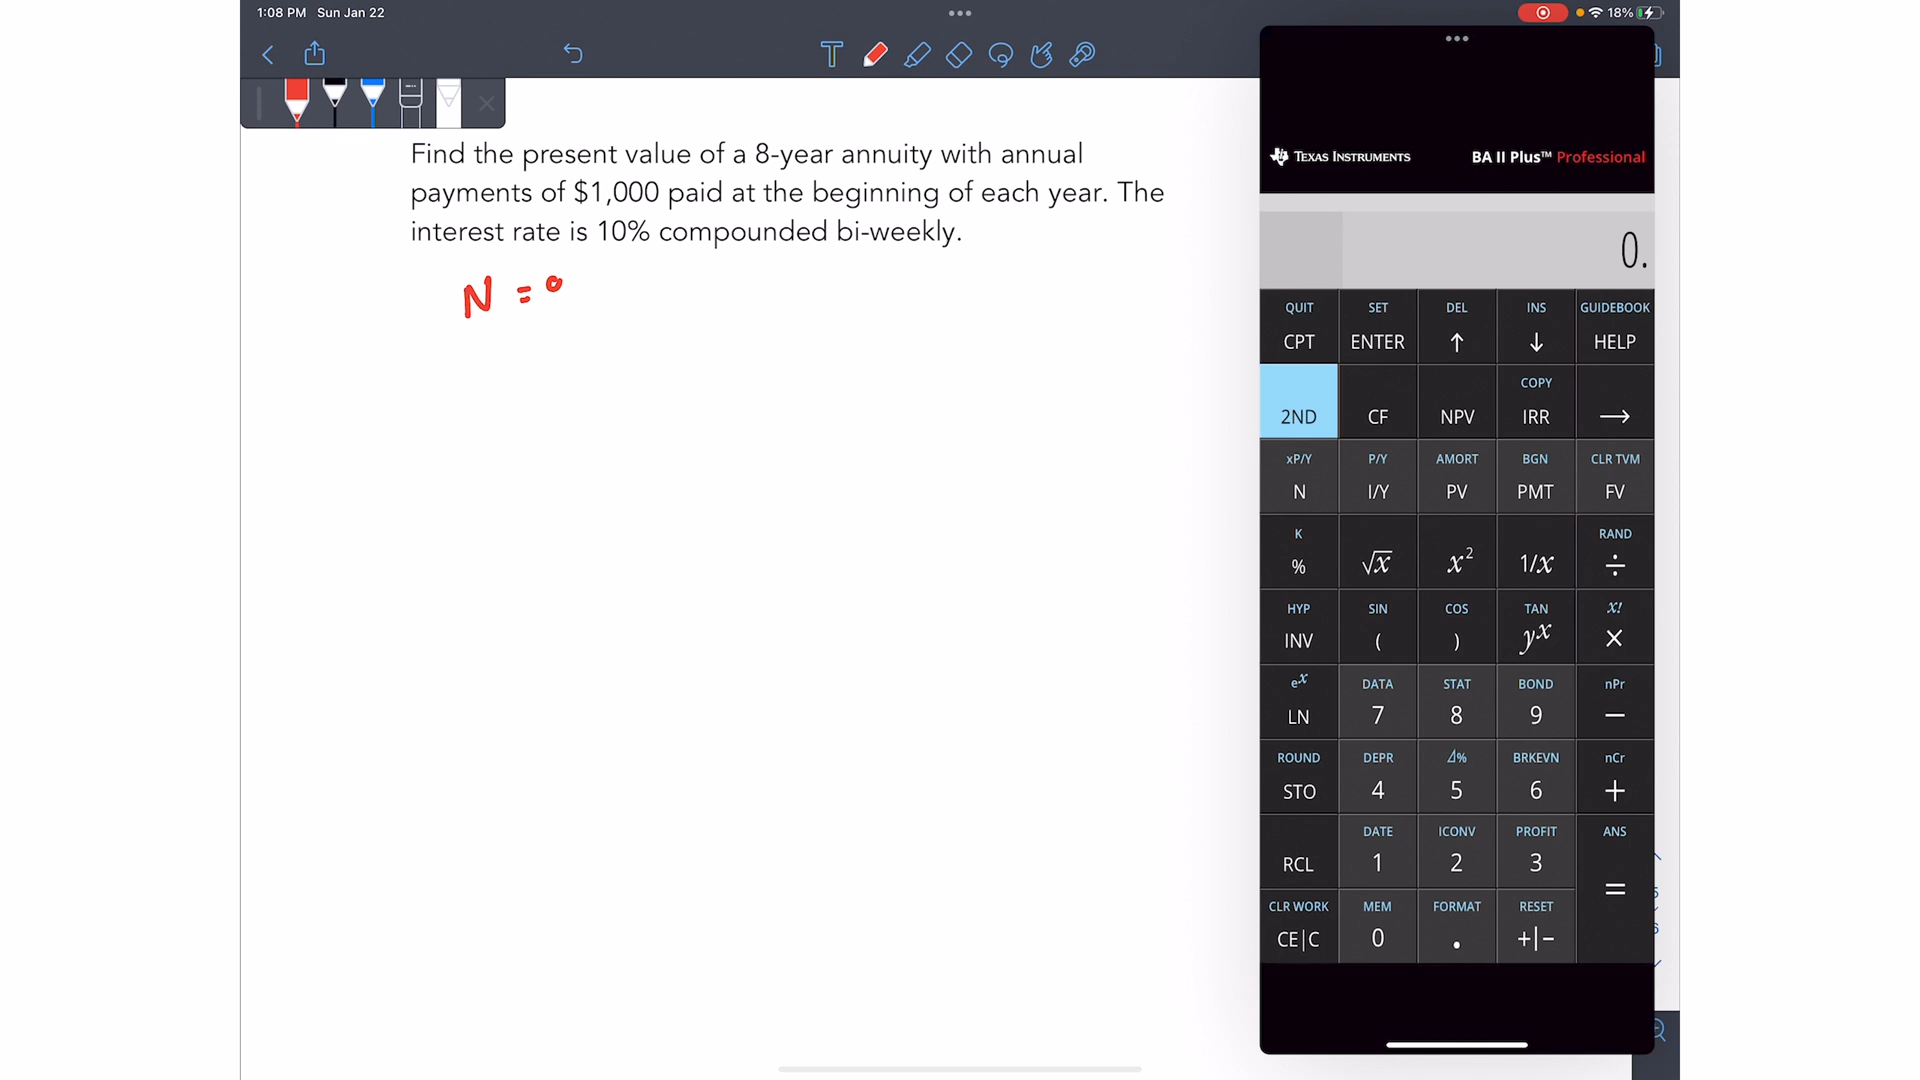 1:08 PM Sun Jan 22
18%
T
Find the present value of a 8-year annuity with annual
payments of $1,000 paid at the beginning of each year. The
interest rate is 10% compounded bi-weekly.
N =
TEXAS INSTRUMENTS BA II Plus™ Professional
0.
QUIT SET DEL INS GUIDEBOOK
CPT ENTER ↑ ↓ HELP
COPY
2ND CF NPV IRR →
xP/Y P/Y AMORT BGN CLR TVM
N I/Y PV PMT FV
K RAND
% √x x² 1/x ÷
HYP SIN COS TAN x!
INV ( ) yˣ ×
eˣ DATA STAT BOND nPr
LN 7 8 9 −
ROUND DEPR Δ% BRKEVN nCr
STO 4 5 6 +
DATE ICONV PROFIT ANS
RCL 1 2 3 =
CLR WORK MEM FORMAT RESET
CE|C 0 . +|−